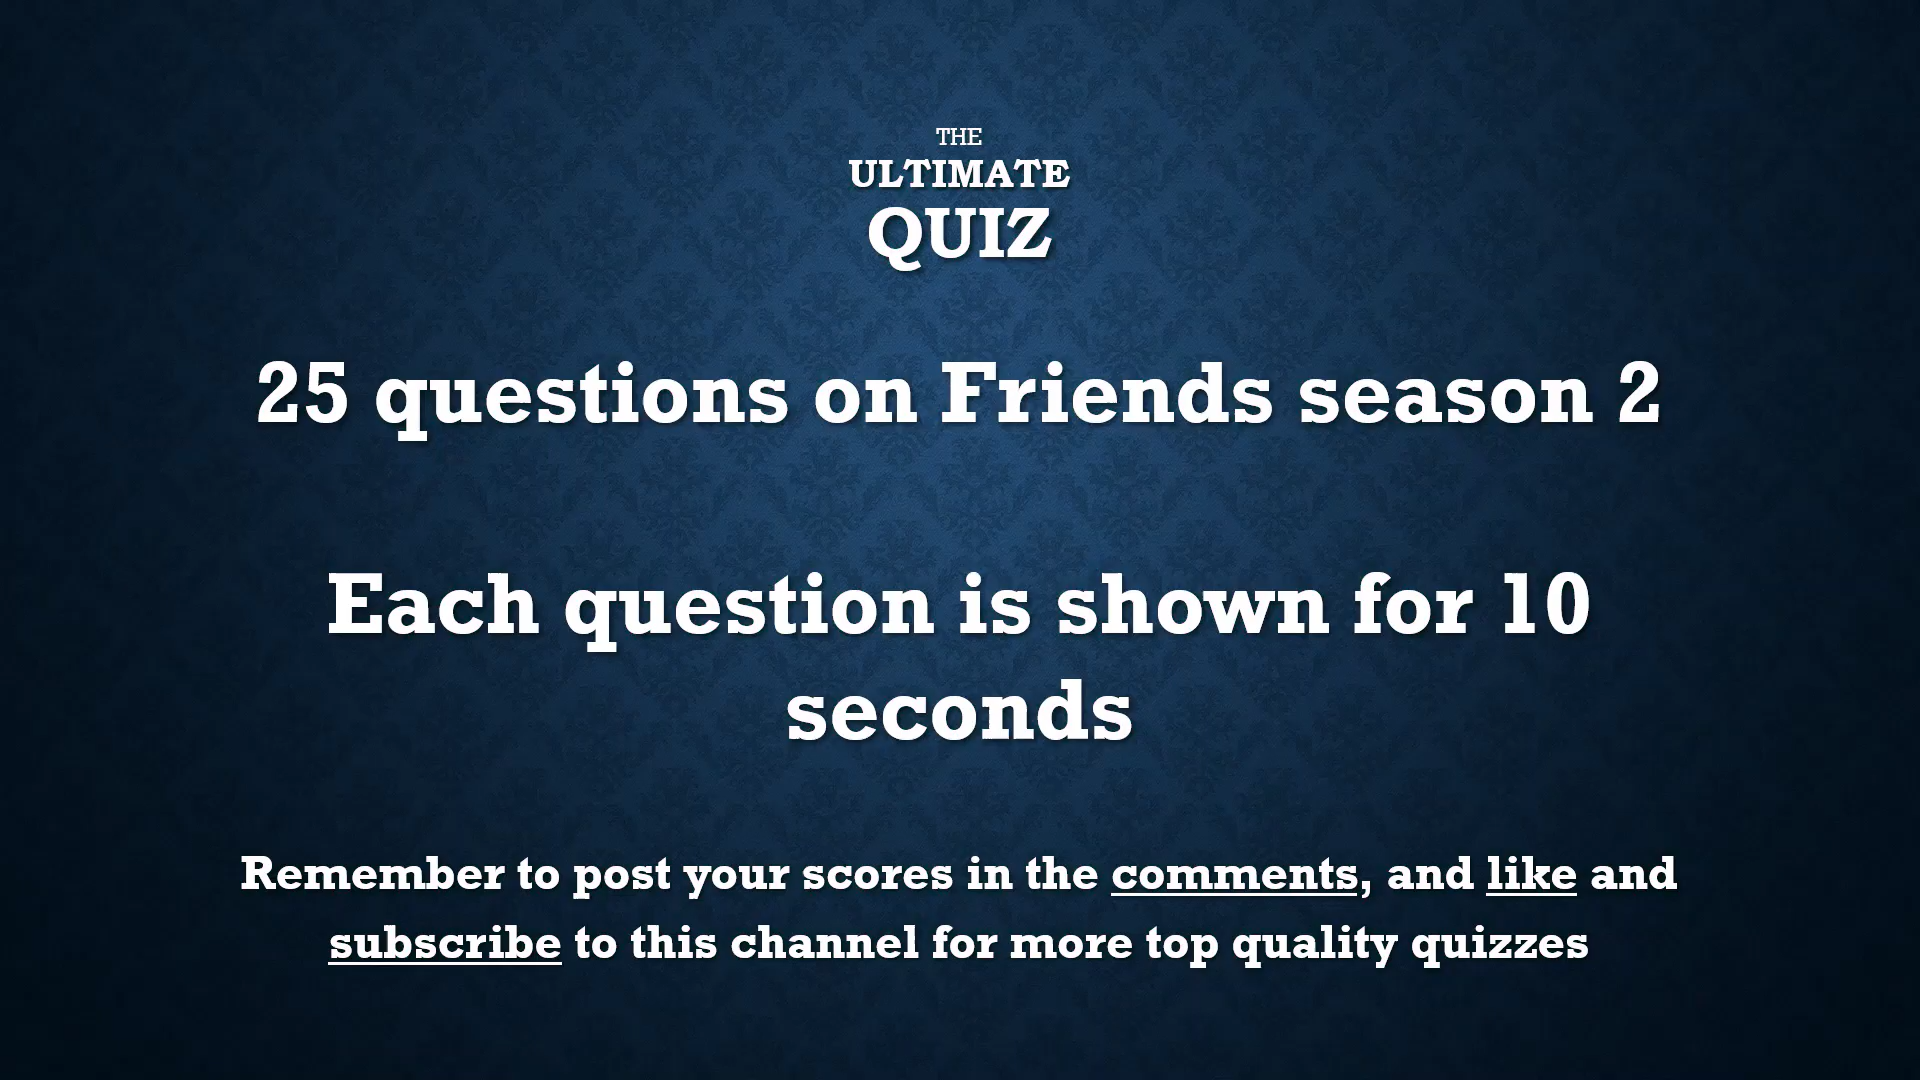 THE
ULTIMATE
QUIZ
25 questions on Friends season 2
Each question is shown for 10
seconds
Remember to post your scores in the comments, and like and
subscribe to this channel for more top quality quizzes